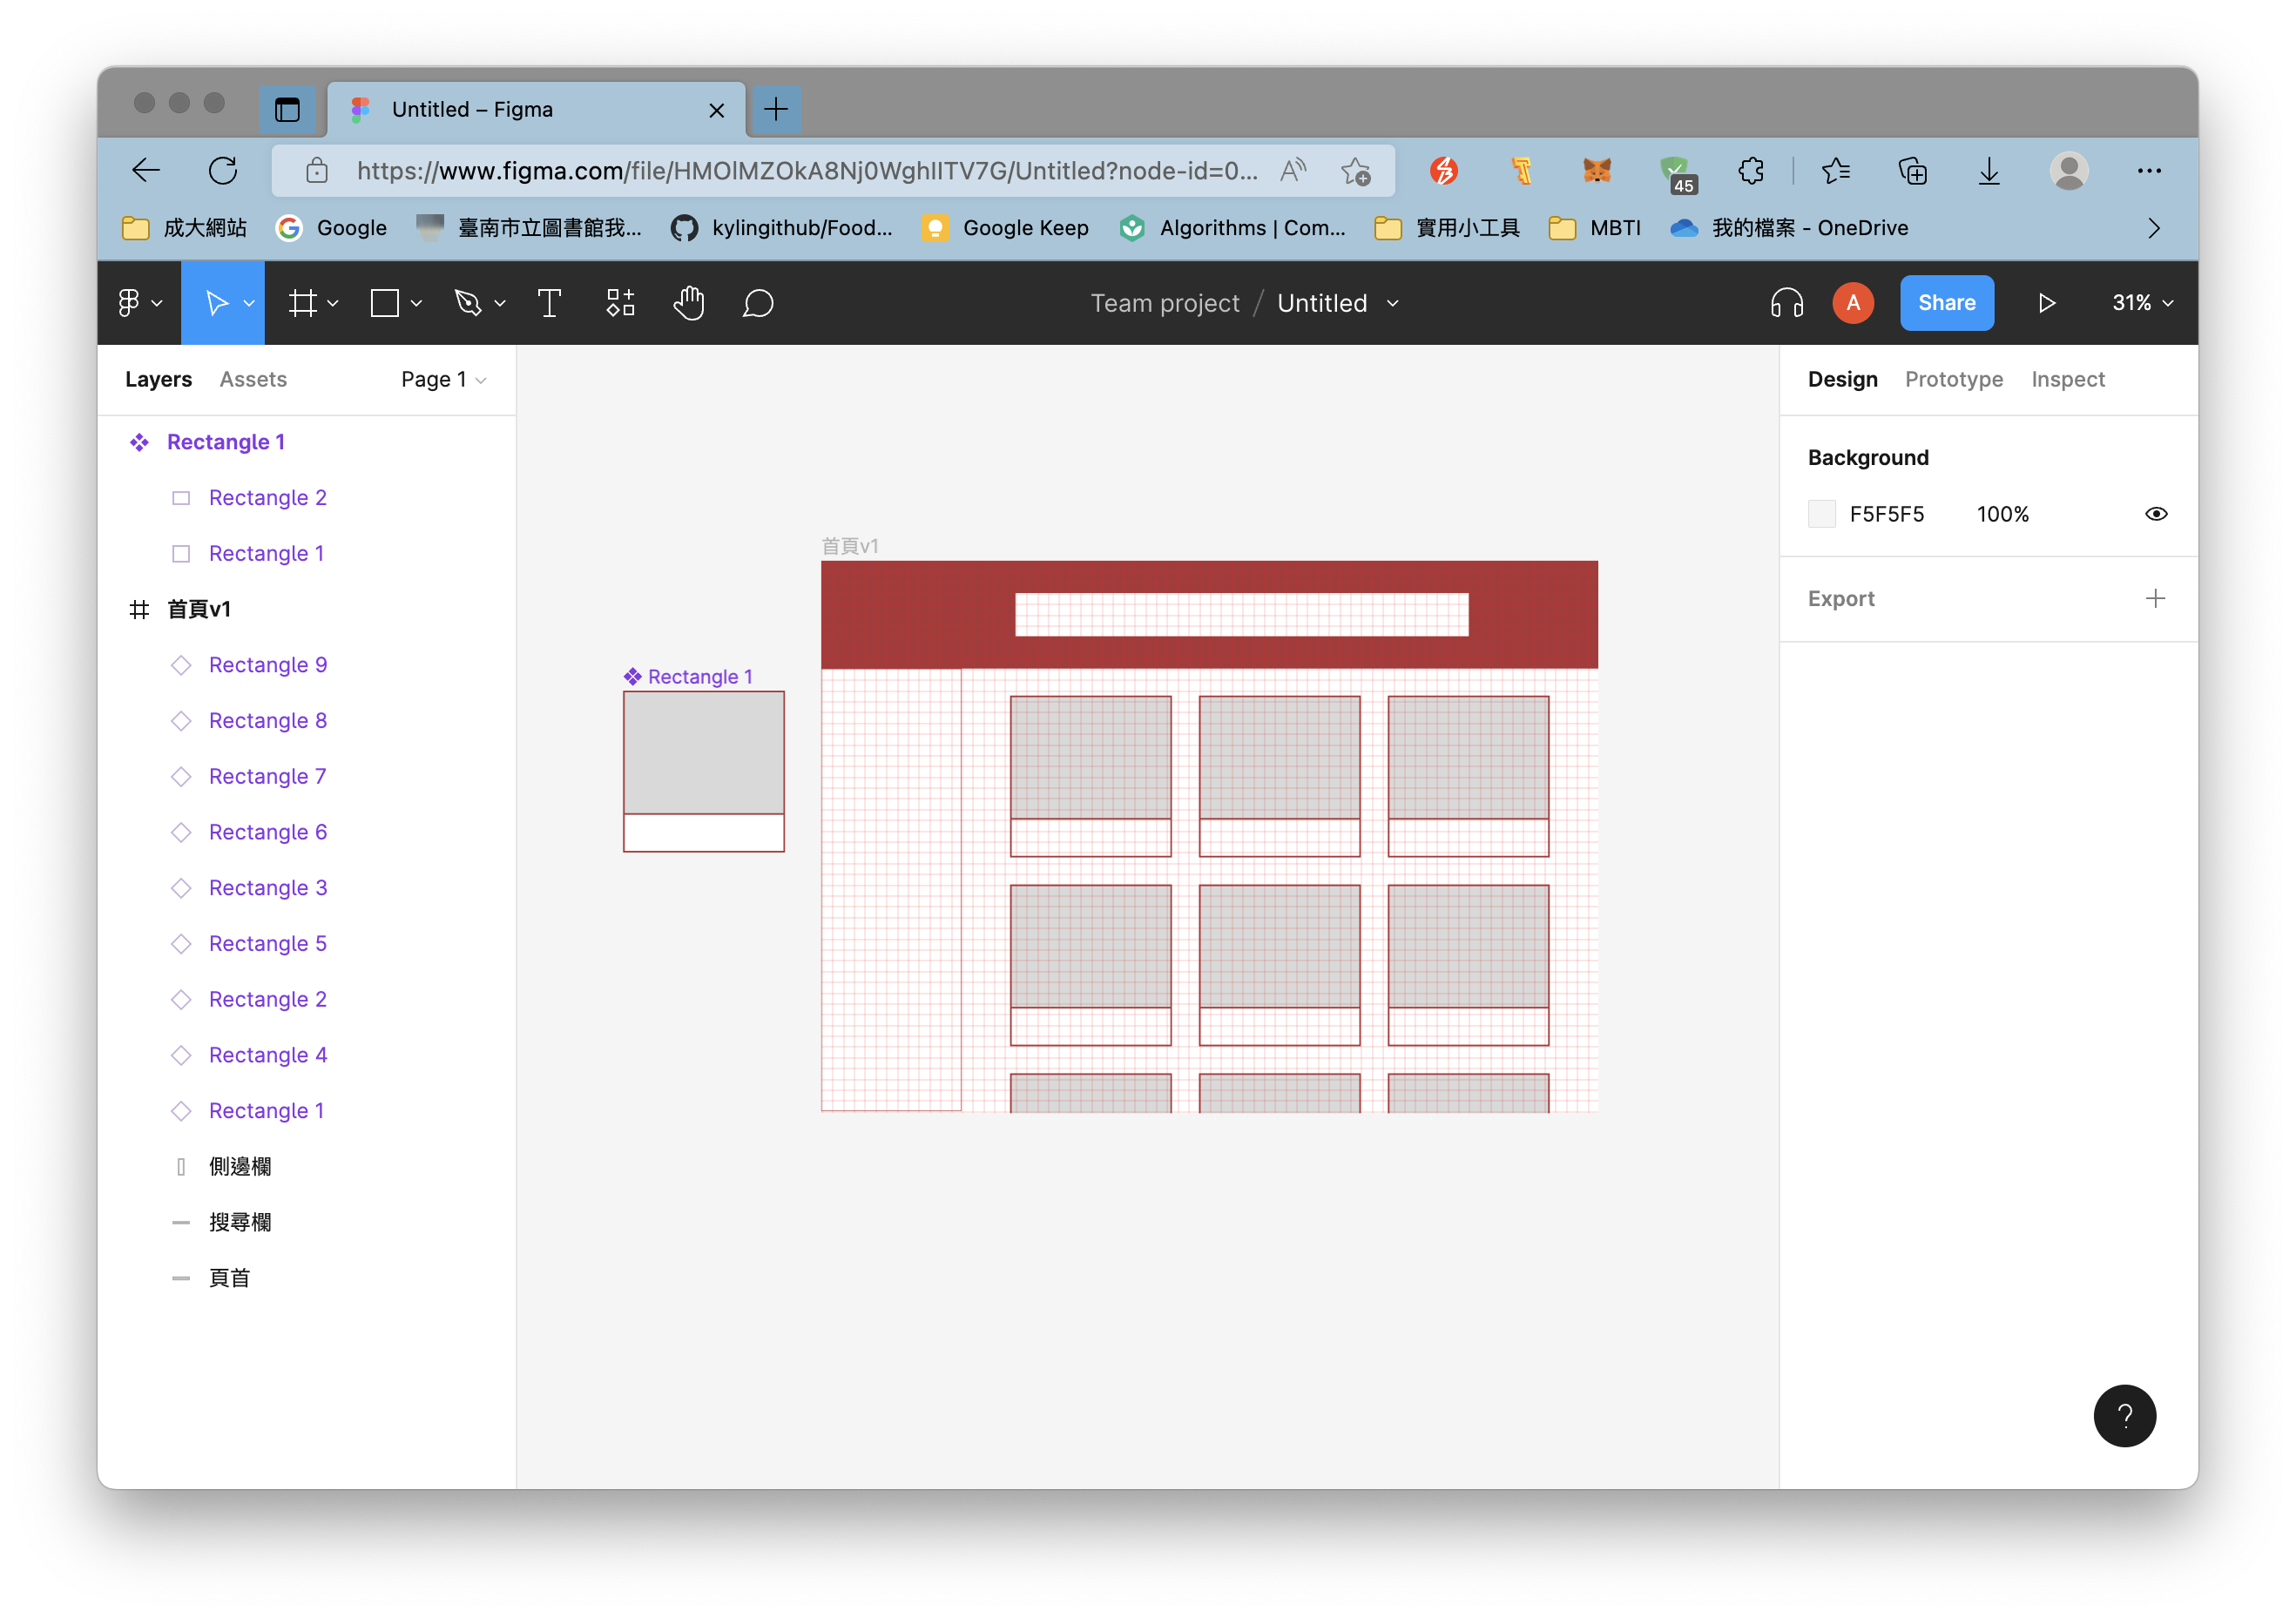 Untitled – Figma
https://www.figma.com/file/HMOlMZOkA8Nj0WghIITV7G/Untitled?node-id=0...
45
成大網站 Google 臺南市立圖書館我... kylingithub/Food... Google Keep Algorithms | Com... 實用小工具 MBTI 我的檔案 - OneDrive
Team project / Untitled
A
Share
31%
Layers Assets Page 1
Rectangle 1
Rectangle 2
Rectangle 1
首頁v1
Rectangle 9
Rectangle 8
Rectangle 7
Rectangle 6
Rectangle 3
Rectangle 5
Rectangle 2
Rectangle 4
Rectangle 1
側邊欄
搜尋欄
頁首
首頁v1
Rectangle 1
Design Prototype Inspect
Background
F5F5F5 100%
Export
?